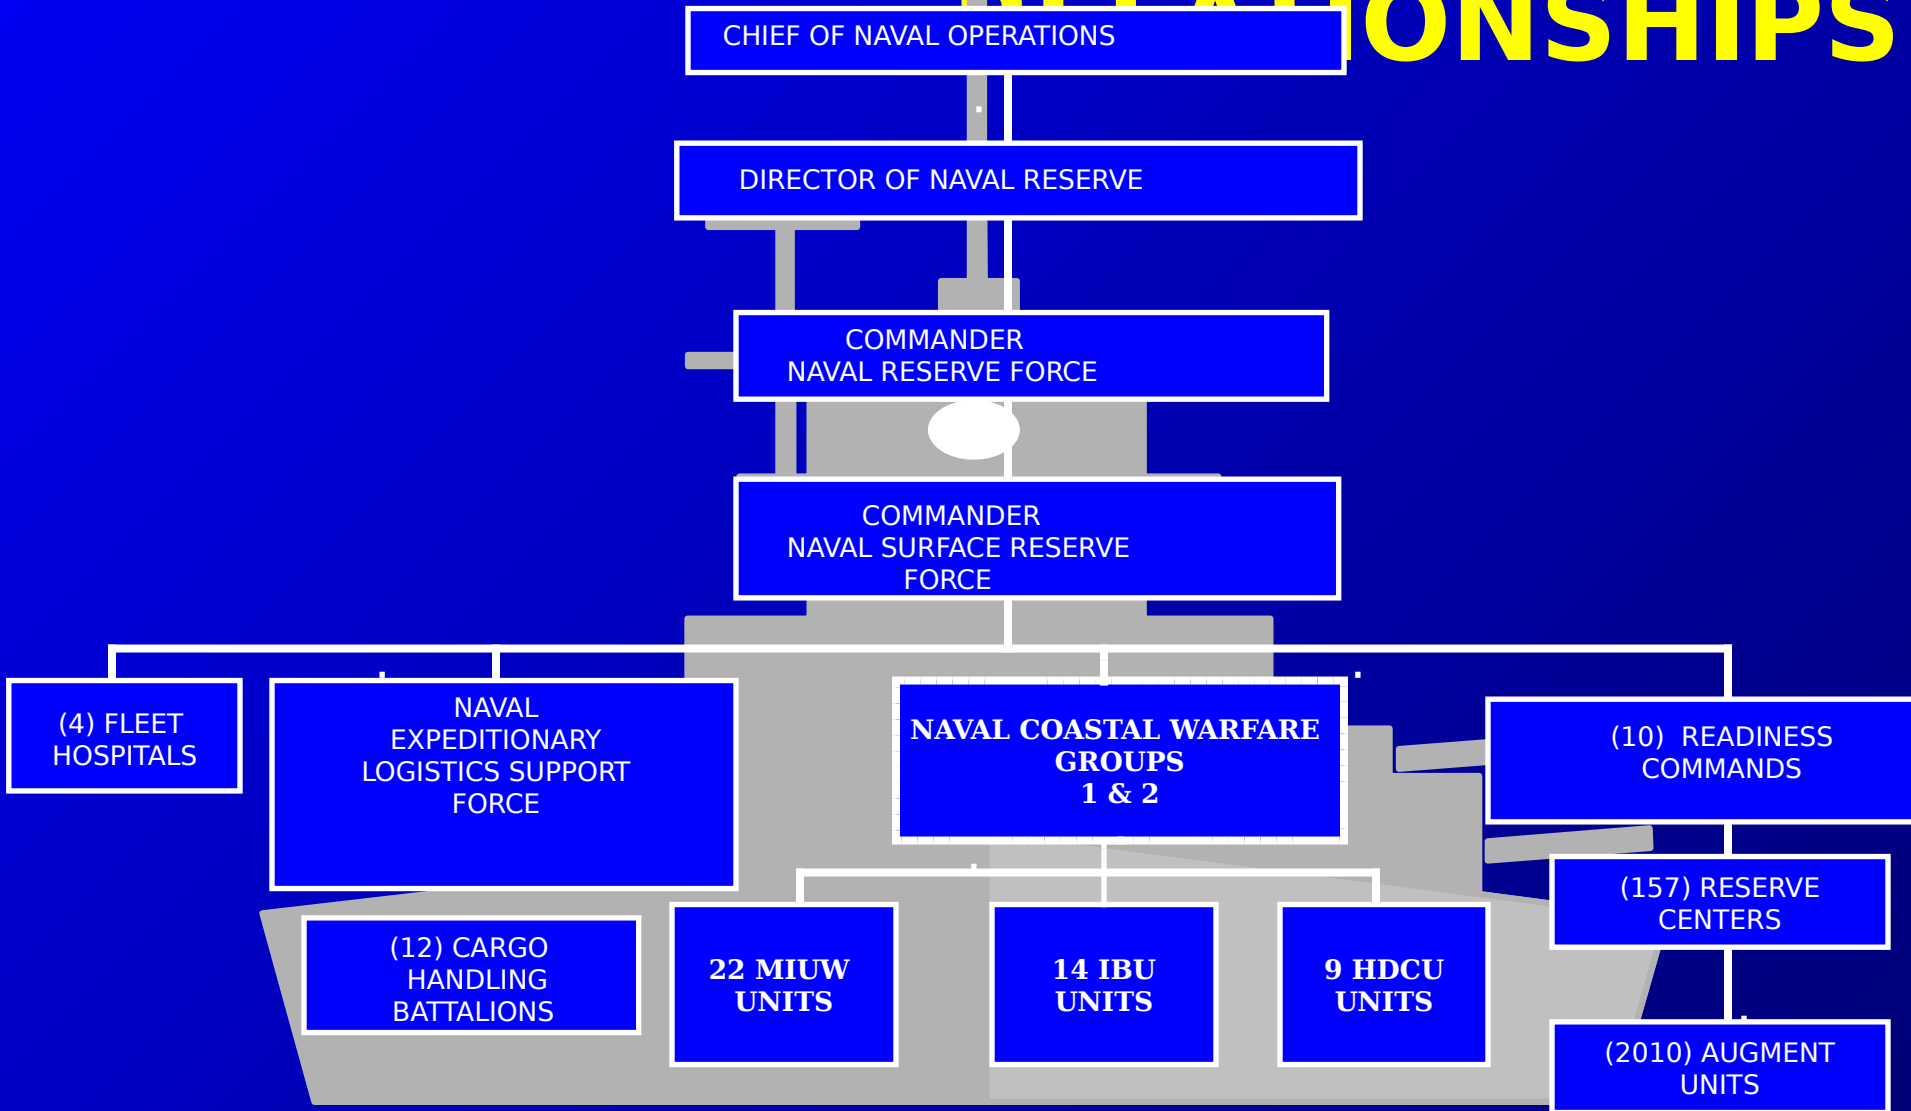 ONSHIPS
CHIEF OF NAVAL OPERATIONS
DIRECTOR OF NAVAL RESERVE
COMMANDER
NAVAL RESERVE FORCE
COMMANDER
NAVAL SURFACE RESERVE
FORCE
(4) FLEET
HOSPITALS
NAVAL
EXPEDITIONARY
LOGISTICS SUPPORT
FORCE
NAVAL COASTAL WARFARE
GROUPS
1 & 2
(10) READINESS
COMMANDS
(12) CARGO
HANDLING
BATTALIONS
22 MIUW
UNITS
14 IBU
UNITS
9 HDCU
UNITS
(157) RESERVE
CENTERS
(2010) AUGMENT
UNITS